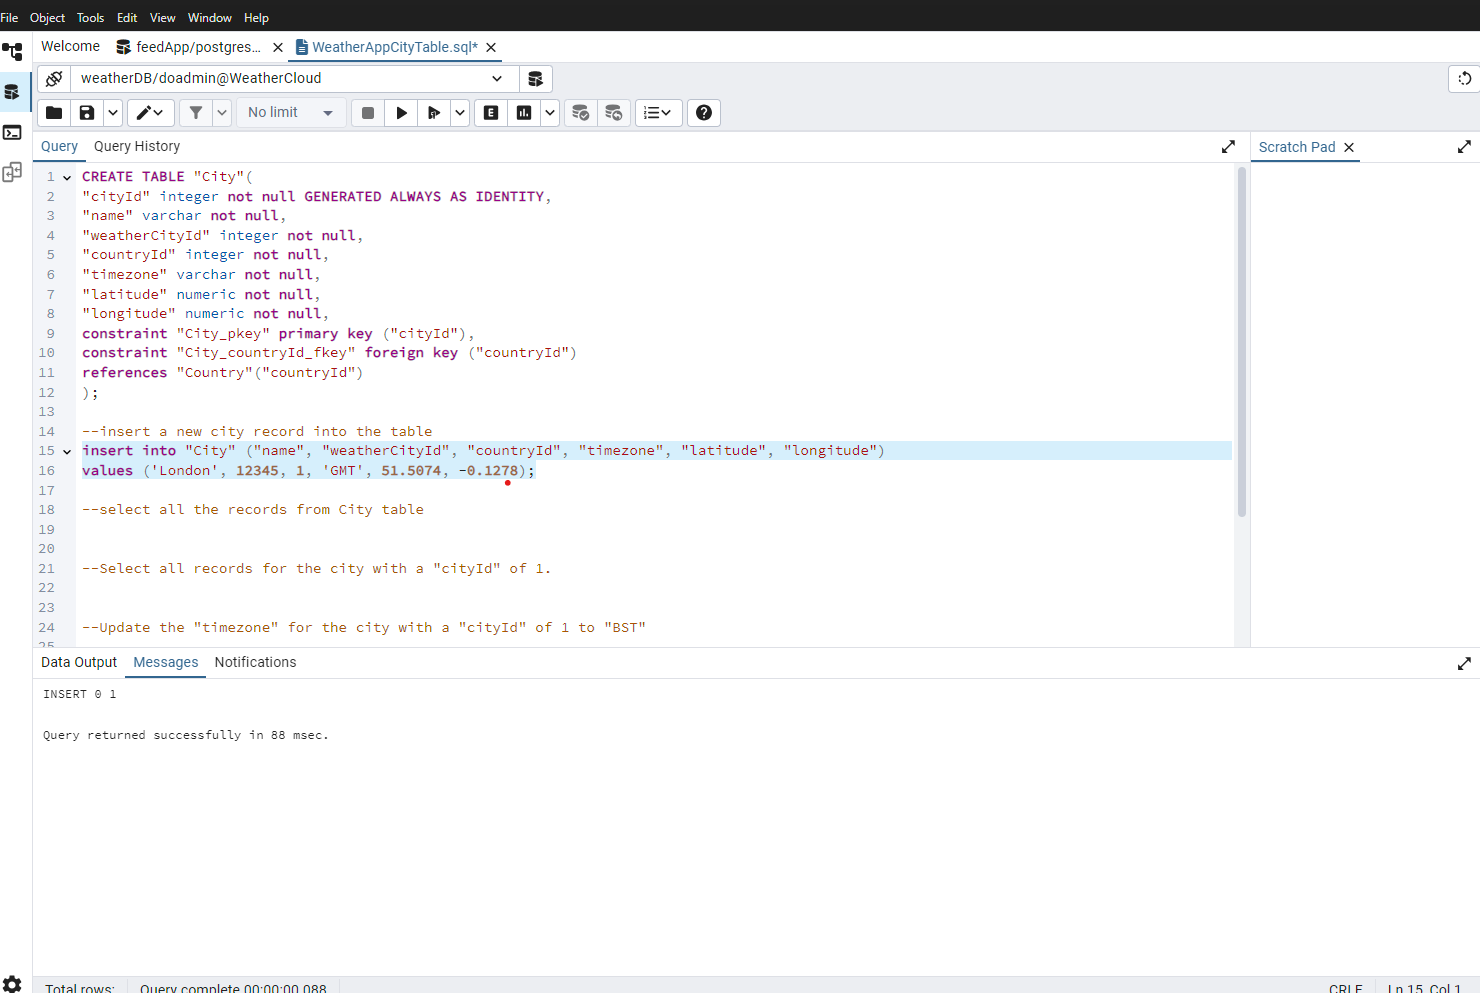 File Object Tools Edit View Window Help
Welcome feedApp/postgres... WeatherAppCityTable.sql*
weatherDB/doadmin@WeatherCloud
No limit E
Query Query History Scratch Pad
1 CREATE TABLE "City"(
2 "cityId" integer not null GENERATED ALWAYS AS IDENTITY,
3 "name" varchar not null,
4 "weatherCityId" integer not null,
5 "countryId" integer not null,
6 "timezone" varchar not null,
7 "latitude" numeric not null,
8 "longitude" numeric not null,
9 constraint "City_pkey" primary key ("cityId"),
10 constraint "City_countryId_fkey" foreign key ("countryId")
11 references "Country"("countryId")
12 );
13
14 --insert a new city record into the table
15 insert into "City" ("name", "weatherCityId", "countryId", "timezone", "latitude", "longitude")
16 values ('London', 12345, 1, 'GMT', 51.5074, -0.1278);
17
18 --select all the records from City table
19
20
21 --Select all records for the city with a "cityId" of 1.
22
23
24 --Update the "timezone" for the city with a "cityId" of 1 to "BST"
25
Data Output Messages Notifications
INSERT 0 1
Query returned successfully in 88 msec.
Total rows: Query complete 00:00:00.088 CRLF Ln 15, Col 1